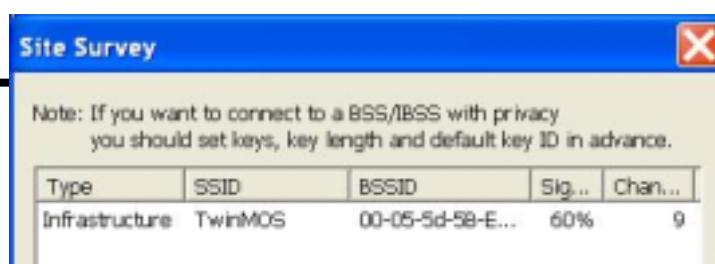 Site Survey
Note: If you want to connect to a BSS/IBSS with privacy
you should set keys, key length and default key ID in advance.
Type SSID BSSID Sig... Chan...
Infrastructure TwinMOS 00-05-5d-5B-E... 60% 9